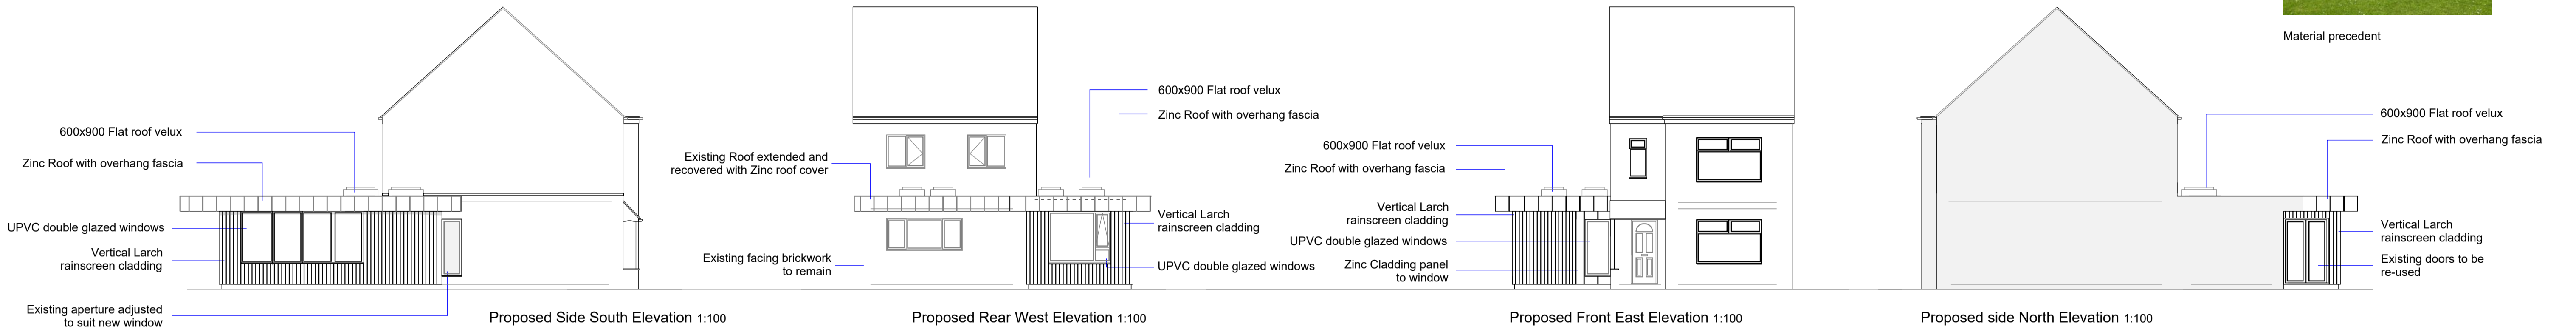 Material precedent
600x900 Flat roof velux
Zinc Roof with overhang fascia
UPVC double glazed windows
Vertical Larch
rainscreen cladding
Existing aperture adjusted
to suit new window
Proposed Side South Elevation 1:100
Existing Roof extended and
recovered with Zinc roof cover
Existing facing brickwork
to remain
600x900 Flat roof velux
Zinc Roof with overhang fascia
Vertical Larch
rainscreen cladding
UPVC double glazed windows
Proposed Rear West Elevation 1:100
600x900 Flat roof velux
Zinc Roof with overhang fascia
Vertical Larch
rainscreen cladding
UPVC double glazed windows
Zinc Cladding panel
to window
Proposed Front East Elevation 1:100
600x900 Flat roof velux
Zinc Roof with overhang fascia
Vertical Larch
rainscreen cladding
Existing doors to be
re-used
Proposed side North Elevation 1:100